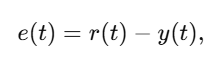 e(t) = r(t) − y(t),